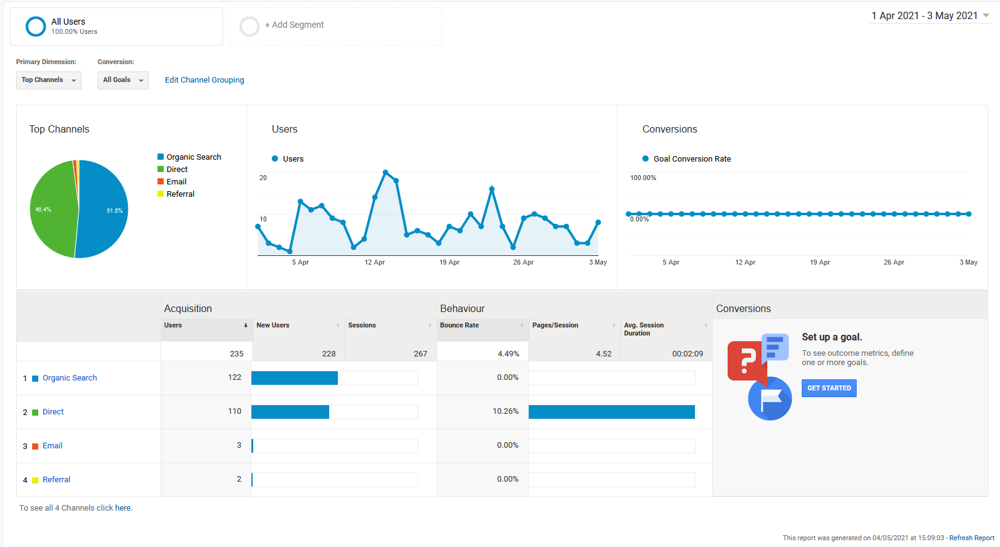 All Users
100.00% Users
+ Add Segment
1 Apr 2021 - 3 May 2021
Primary Dimension:
Conversion:
Top Channels
All Goals
Edit Channel Grouping
Top Channels
Organic Search
Direct
Email
Referral
46.4%
51.5%
Users
Users
20
10
5 Apr
12 Apr
19 Apr
26 Apr
3 May
Conversions
Goal Conversion Rate
100.00%
0.00%
5 Apr
12 Apr
19 Apr
26 Apr
3 May
Acquisition
Behaviour
Conversions
Users
New Users
Sessions
Bounce Rate
Pages/Session
Avg. Session
Duration
235
228
267
4.49%
4.52
00:02:09
1 Organic Search 122 0.00%
2 Direct 110 10.26%
3 Email 3 0.00%
4 Referral 2 0.00%
Set up a goal.
To see outcome metrics, define
one or more goals.
GET STARTED
To see all 4 Channels click here.
This report was generated on 04/05/2021 at 15:09:03 - Refresh Report